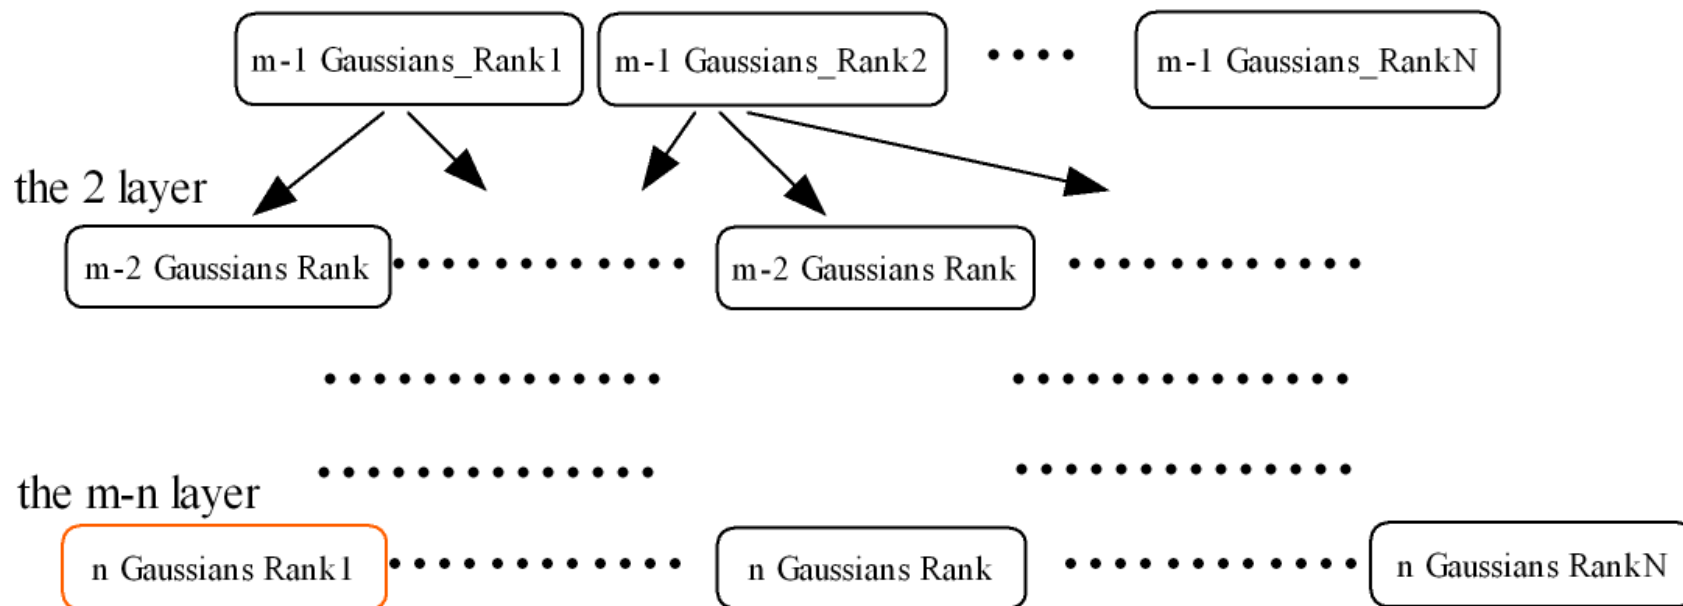 m-1 Gaussians_Rank1
m-1 Gaussians_Rank2
m-1 Gaussians_RankN
the 2 layer
m-2 Gaussians Rank
m-2 Gaussians Rank
the m-n layer
n Gaussians Rank1
n Gaussians Rank
n Gaussians RankN